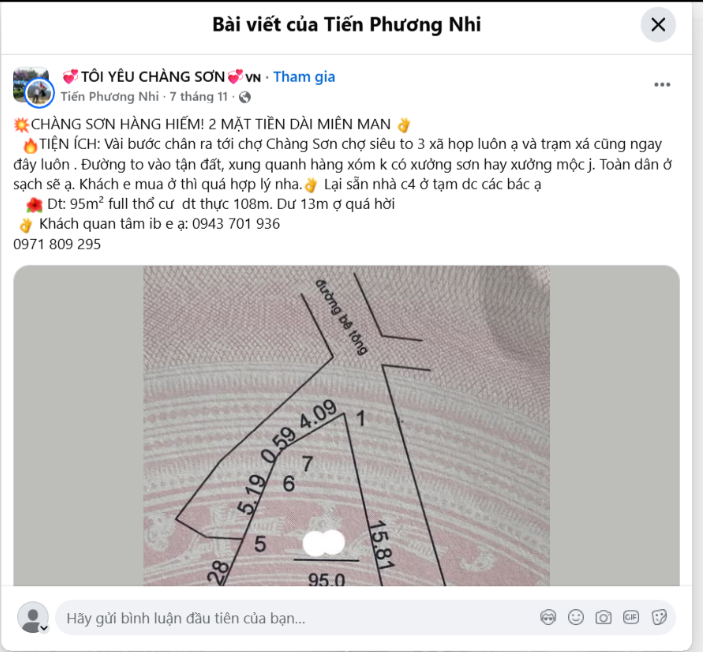 Bài viết của Tiến Phương Nhi
💞TÔI YÊU CHÀNG SƠN💞VN · Tham gia
Tiến Phương Nhi · 7 tháng 11 ·
💥CHÀNG SƠN HÀNG HIẾM! 2 MẶT TIỀN DÀI MIÊN MAN 👌
🔥TIỆN ÍCH: Vài bước chân ra tới chợ Chàng Sơn chợ siêu to 3 xã họp luôn ạ và trạm xá cũng ngay
đây luôn . Đường to vào tận đất, xung quanh hàng xóm k có xưởng sơn hay xưởng mộc j. Toàn dân ở
sạch sẽ ạ. Khách e mua ở thì quá hợp lý nha.👌 Lại sẵn nhà c4 ở tạm dc các bác ạ
🌺 Dt: 95m² full thổ cư dt thực 108m. Dư 13m ợ quá hời
👌 Khách quan tâm ib e ạ: 0943 701 936
0971 809 295
đường bê tông
4.09
1
0.59
7
6
5.19
5
15.81
28
95.0
Hãy gửi bình luận đầu tiên của bạn...
GIF